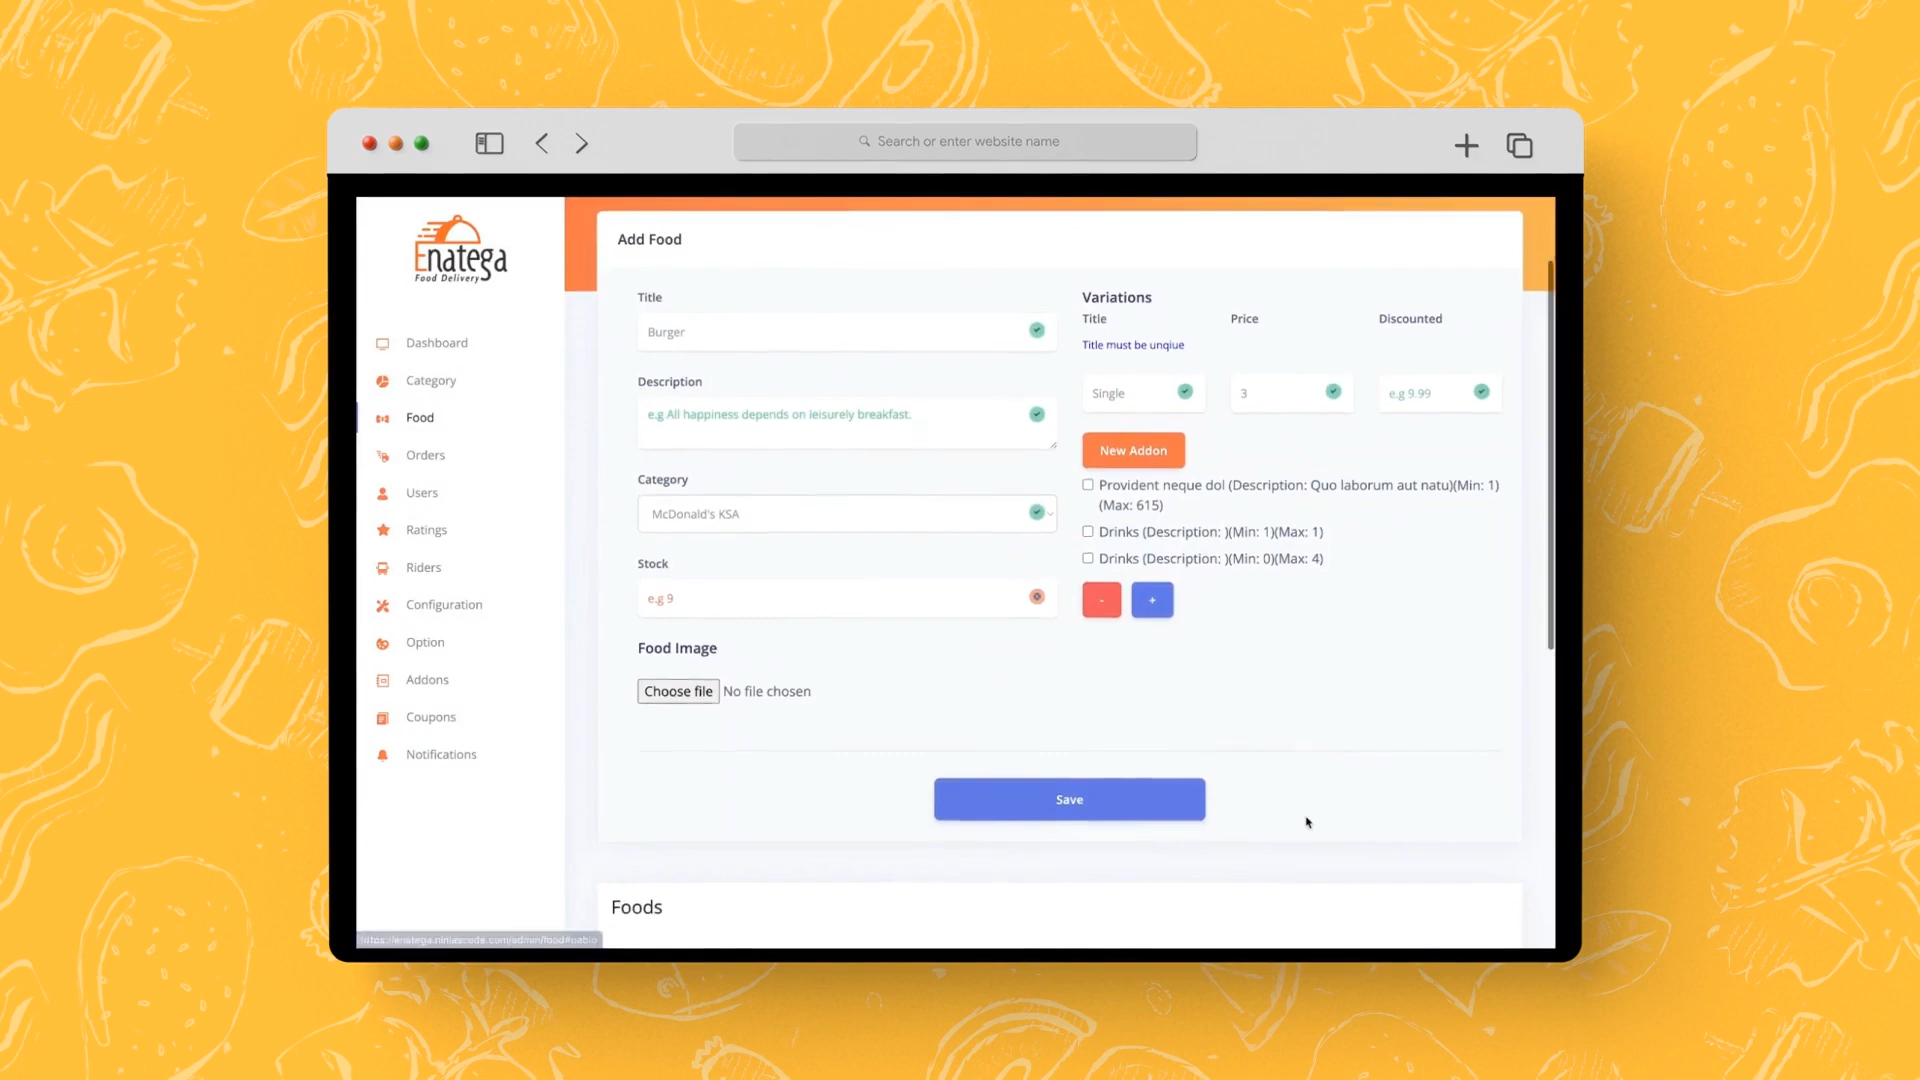 Search or enter website name
Enatega
Food Delivery
Dashboard
Category
Food
Orders
Users
Ratings
Riders
Configuration
Option
Addons
Coupons
Notifications
Add Food
Title
Burger
Description
e.g All happiness depends on leisurely breakfast.
Category
McDonald's KSA
Stock
e.g 9
Food Image
Choose file No file chosen
Variations
Title Price Discounted
Title must be unqiue
Single 3 e.g 9.99
New Addon
Provident neque dol (Description: Quo laborum aut natu)(Min: 1)
(Max: 615)
Drinks (Description: )(Min: 1)(Max: 1)
Drinks (Description: )(Min: 0)(Max: 4)
- +
Save
Foods